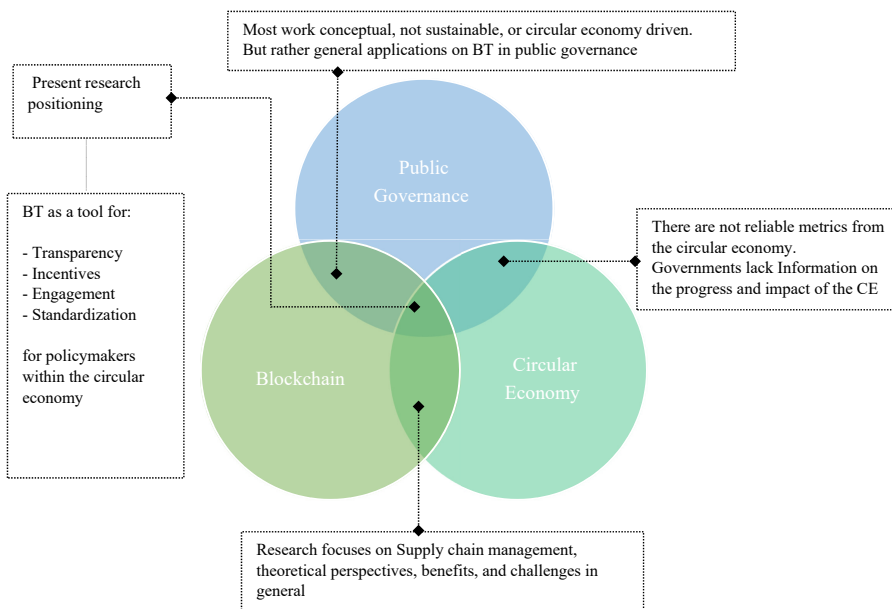 Most work conceptual, not sustainable, or circular economy driven.
But rather general applications on BT in public governance
Present research
positioning
Public
Governance
BT as a tool for:
- Transparency
- Incentives
- Engagement
- Standardization
for policymakers
within the circular
economy
There are not reliable metrics from
the circular economy.
Governments lack Information on
the progress and impact of the CE
Blockchain
Circular
Economy
Research focuses on Supply chain management,
theoretical perspectives, benefits, and challenges in
general